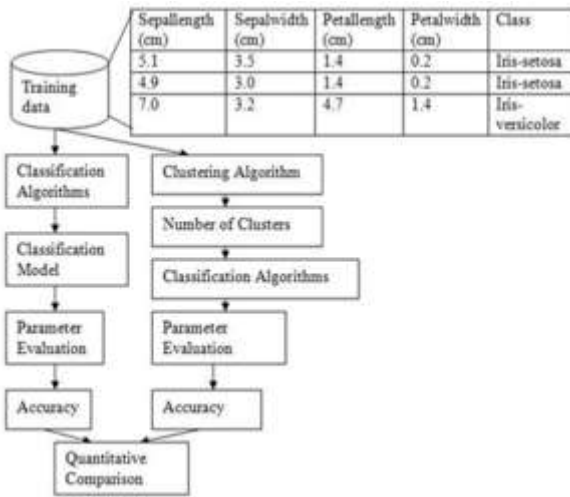 Sepallength (cm) Sepalwidth (cm) Petallength (cm) Petalwidth (cm) Class
5.1 3.5 1.4 0.2 Iris-setosa
4.9 3.0 1.4 0.2 Iris-setosa
7.0 3.2 4.7 1.4 Iris-versicolor
Training
data
Classification
Algorithms
Clustering Algorithm
Number of Clusters
Classification
Model
Classification Algorithms
Parameter
Evaluation
Parameter
Evaluation
Accuracy
Accuracy
Quantitative
Comparison